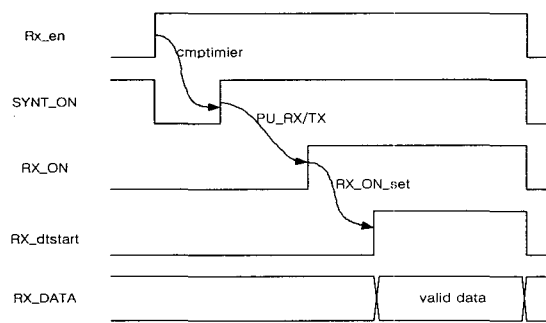 Rx_en
cmptimier
SYNT_ON
PU_RX/TX
RX_ON
RX_ON_set
RX_dtstart
RX_DATA
valid data